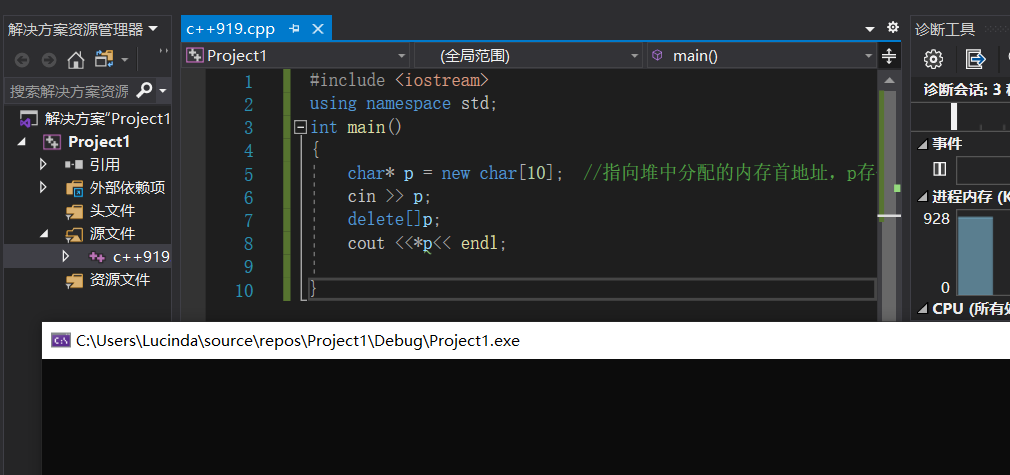 解决方案资源管理器
c++919.cpp
诊断工具
Project1
(全局范围)
main()
搜索解决方案资源
诊断会话: 3
解决方案"Project1
Project1
引用
外部依赖项
头文件
源文件
c++919
资源文件
1 #include <iostream>
2 using namespace std;
3 int main()
4 {
5 char* p = new char[10]; //指向堆中分配的内存首地址，p存
6 cin >> p;
7 delete[]p;
8 cout <<*p<< endl;
9
10 }
事件
进程内存 (K
928
0
CPU (所有
C:\Users\Lucinda\source\repos\Project1\Debug\Project1.exe